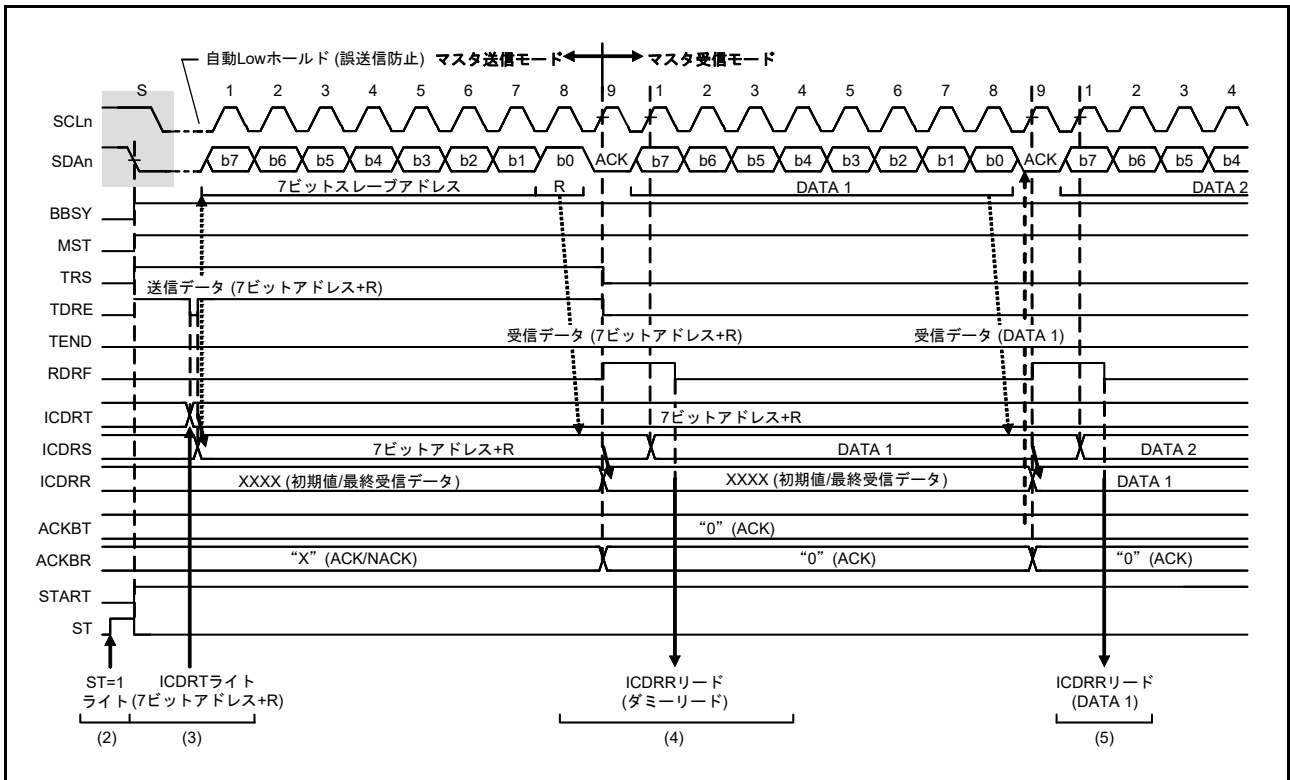 自動Lowホールド (誤送信防止) マスタ送信モード マスタ受信モード
S 1 2 3 4 5 6 7 8 9 1 2 3 4 5 6 7 8 9 1 2 3 4
SCLn
SDAn b7 b6 b5 b4 b3 b2 b1 b0 ACK b7 b6 b5 b4 b3 b2 b1 b0 ACK b7 b6 b5 b4
7ビットスレーブアドレス R DATA 1 DATA 2
BBSY
MST
TRS
送信データ (7ビットアドレス+R)
TDRE
受信データ (7ビットアドレス+R) 受信データ (DATA 1)
TEND
RDRF
ICDRT 7ビットアドレス+R
ICDRS 7ビットアドレス+R DATA 1 DATA 2
ICDRR XXXX (初期値/最終受信データ) XXXX (初期値/最終受信データ) DATA 1
ACKBT “0” (ACK)
ACKBR “X” (ACK/NACK) “0” (ACK) “0” (ACK)
START
ST
ST=1 ICDRTライト ICDRRリード ICDRRリード
ライト (7ビットアドレス+R) (ダミーリード) (DATA 1)
(2) (3) (4) (5)